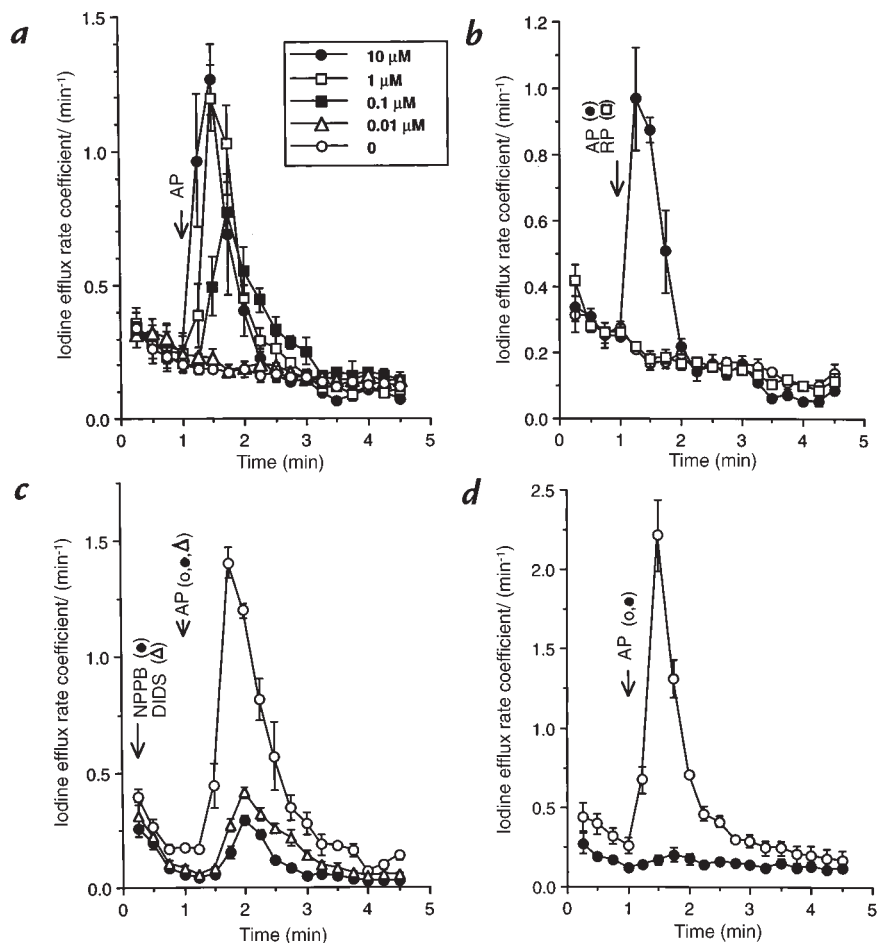 a
Iodine efflux rate coefficient/ (min⁻¹)
1.5
1.0
0.5
0.0
AP
● 10 μM
□ 1 μM
■ 0.1 μM
△ 0.01 μM
○ 0
0 1 2 3 4 5
Time (min)
b
Iodine efflux rate coefficient/ (min⁻¹)
1.2
1.0
0.8
0.6
0.4
0.2
0.0
AP (●)
RP (□)
0 1 2 3 4 5
Time (min)
c
Iodine efflux rate coefficient/ (min⁻¹)
1.5
1.0
0.5
0.0
NPPB (●)
DIDS (Δ)
AP (o,●,Δ)
0 1 2 3 4 5
Time (min)
d
Iodine efflux rate coefficient/ (min⁻¹)
2.5
2.0
1.5
1.0
0.5
0.0
AP (o,●)
0 1 2 3 4 5
Time (min)